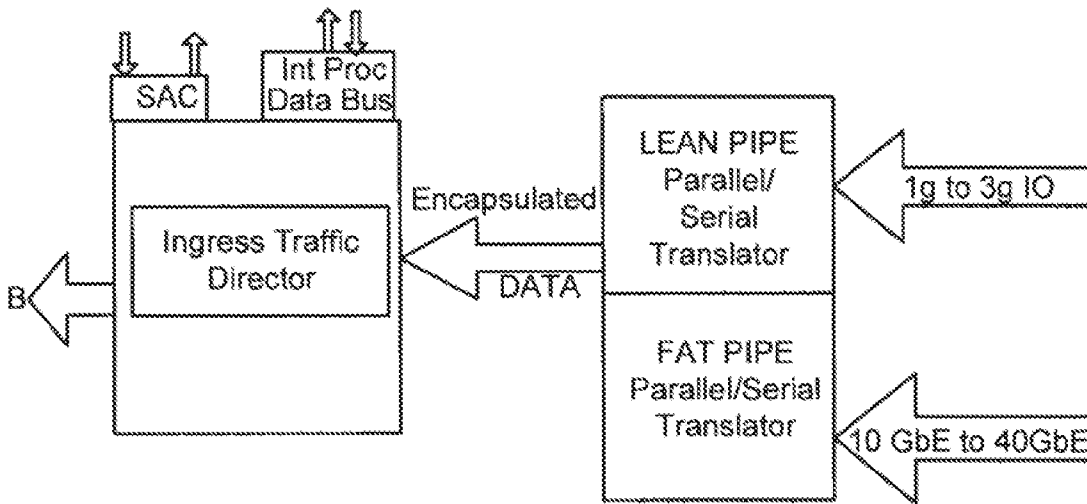 SAC
Int Proc
Data Bus
LEAN PIPE
Parallel/
Serial
Translator
1g to 3g IO
Encapsulated
DATA
Ingress Traffic
Director
B
FAT PIPE
Parallel/Serial
Translator
10 GbE to 40GbE